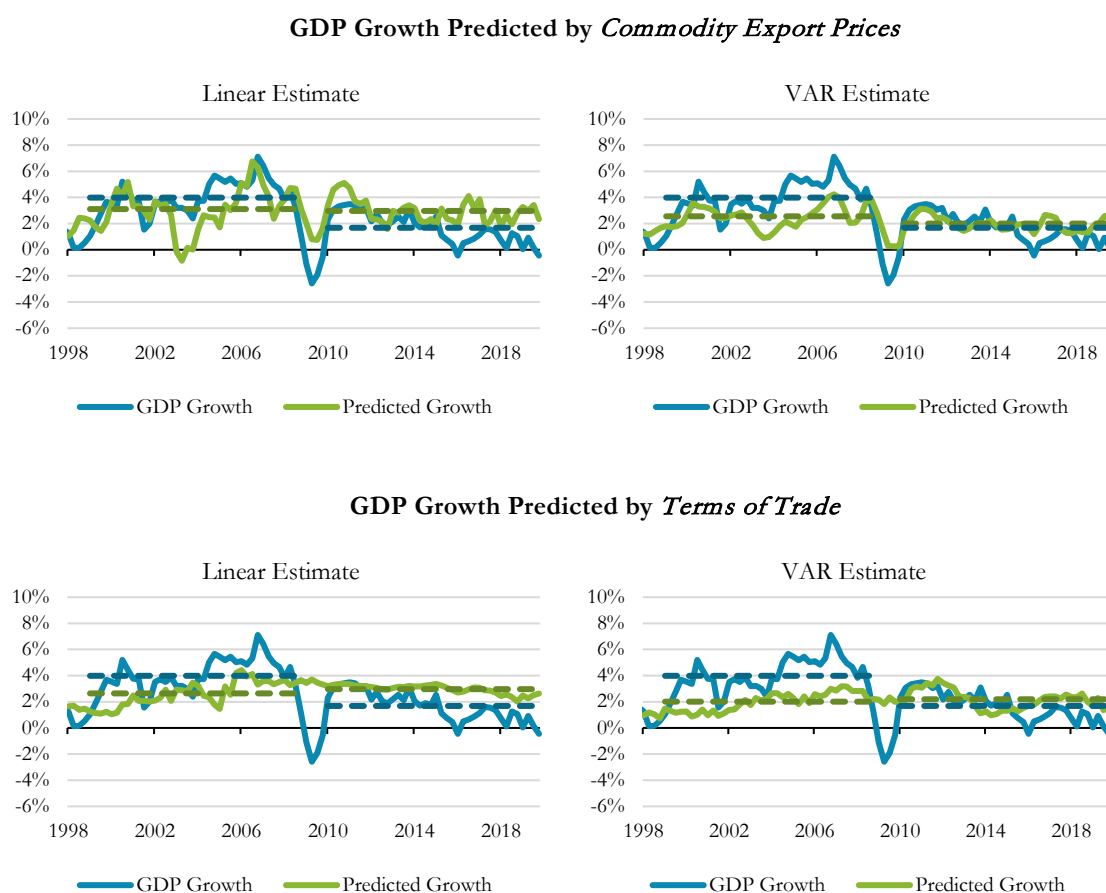 GDP Growth Predicted by Commodity Export Prices
Linear Estimate
10%
8%
6%
4%
2%
0%
-2%
-4%
-6%
1998 2002 2006 2010 2014 2018
GDP Growth Predicted Growth
VAR Estimate
10%
8%
6%
4%
2%
0%
-2%
-4%
-6%
1998 2002 2006 2010 2014 2018
GDP Growth Predicted Growth
GDP Growth Predicted by Terms of Trade
Linear Estimate
10%
8%
6%
4%
2%
0%
-2%
-4%
-6%
1998 2002 2006 2010 2014 2018
GDP Growth Predicted Growth
VAR Estimate
10%
8%
6%
4%
2%
0%
-2%
-4%
-6%
1998 2002 2006 2010 2014 2018
GDP Growth Predicted Growth